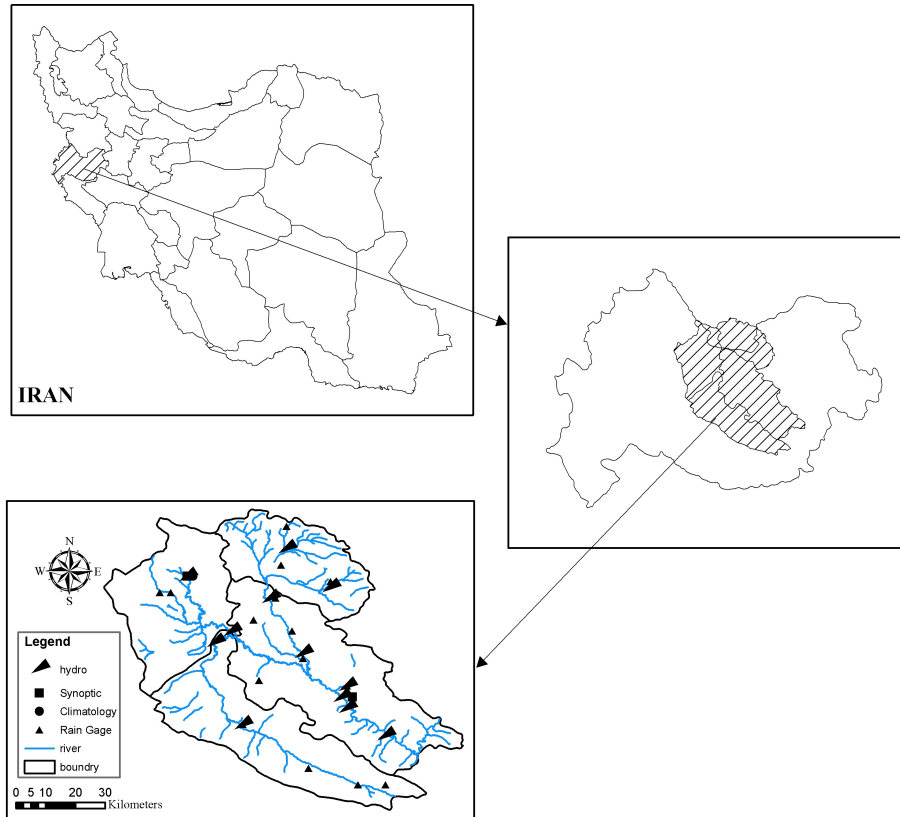 IRAN
N
W E
S
Legend
hydro
Synoptic
Climatology
Rain Gage
river
boundry
0 5 10 20 30
Kilometers